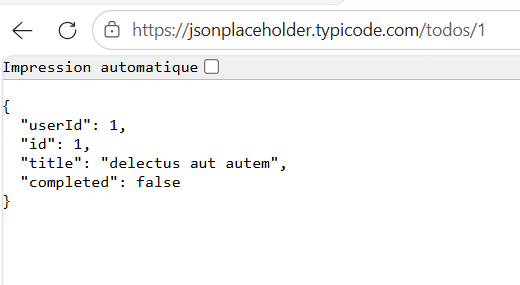 https://jsonplaceholder.typicode.com/todos/1
Impression automatique
{
  "userId": 1,
  "id": 1,
  "title": "delectus aut autem",
  "completed": false
}